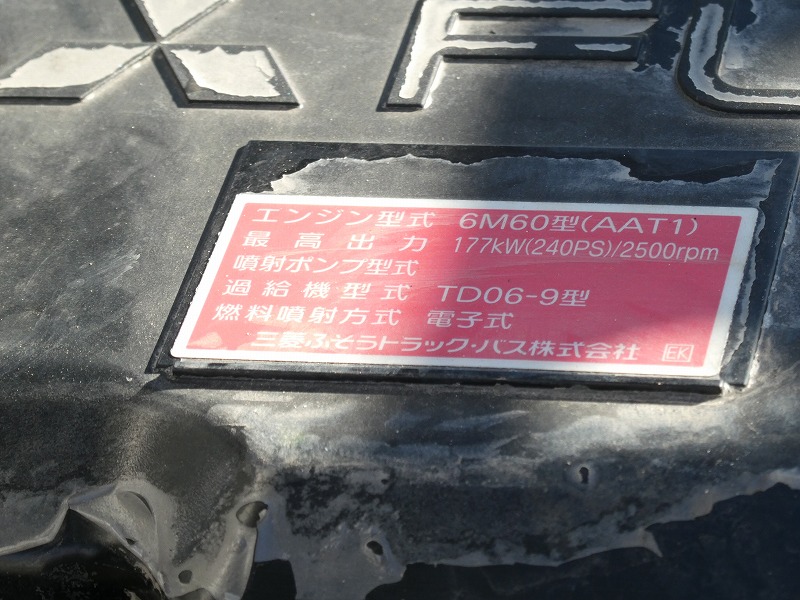 FU
エンジン型式 6M60型(AAT1)
最高出力 177kW(240PS)/2500rpm
噴射ポンプ型式
過給機型式 TD06-9型
燃料噴射方式 電子式
三菱ふそうトラック・バス株式会社 EK